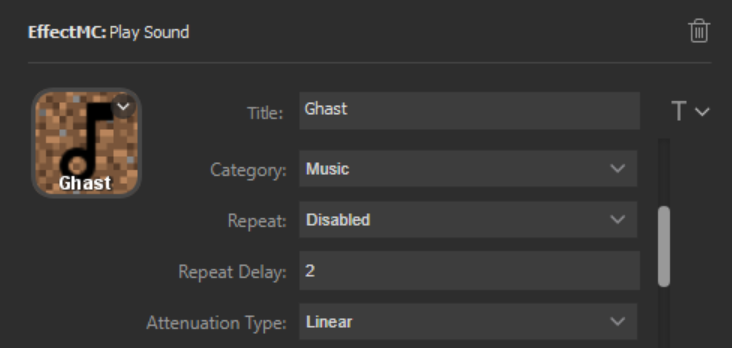 EffectMC: Play Sound
Title: Ghast T
Ghast
Category: Music
Repeat: Disabled
Repeat Delay: 2
Attenuation Type: Linear